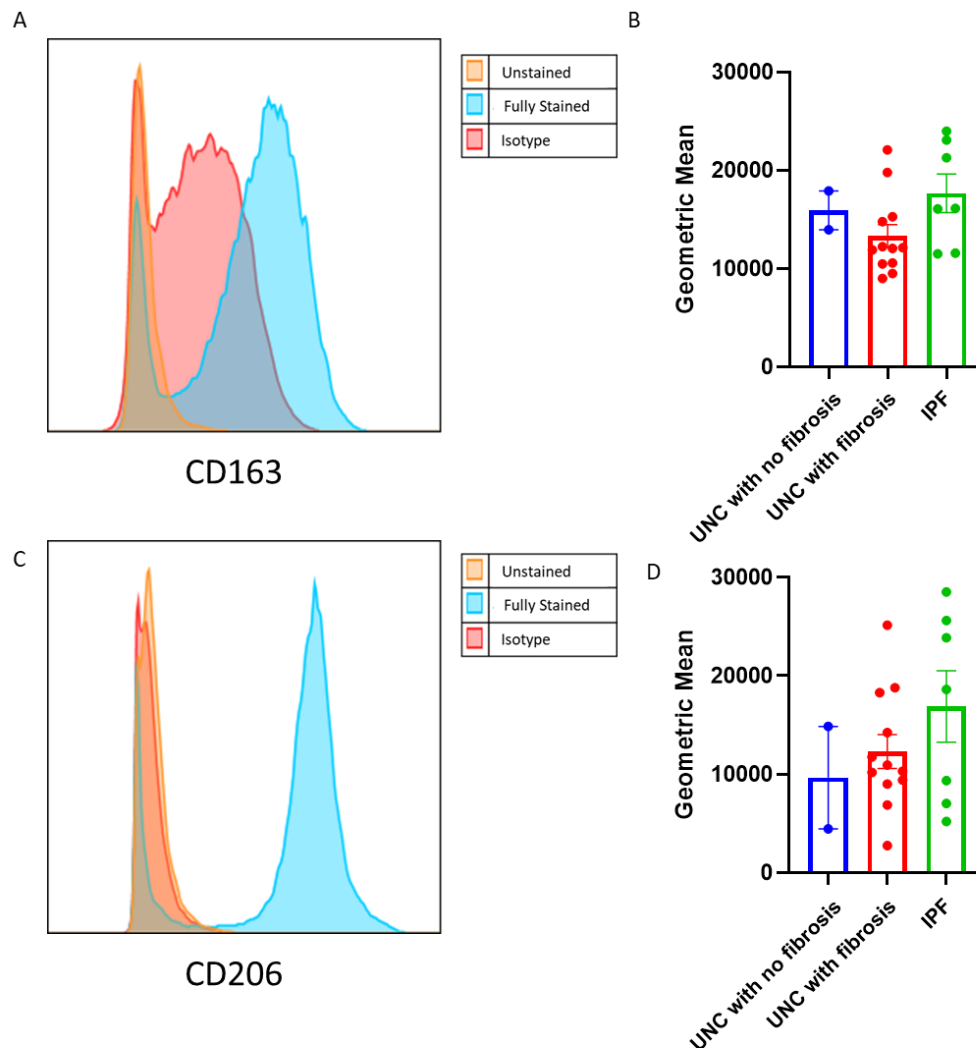 A
Unstained
Fully Stained
Isotype
CD163
B
Geometric Mean
30000
20000
10000
0
UNC with no fibrosis
UNC with fibrosis
IPF
C
Unstained
Fully Stained
Isotype
CD206
D
Geometric Mean
30000
20000
10000
0
UNC with no fibrosis
UNC with fibrosis
IPF